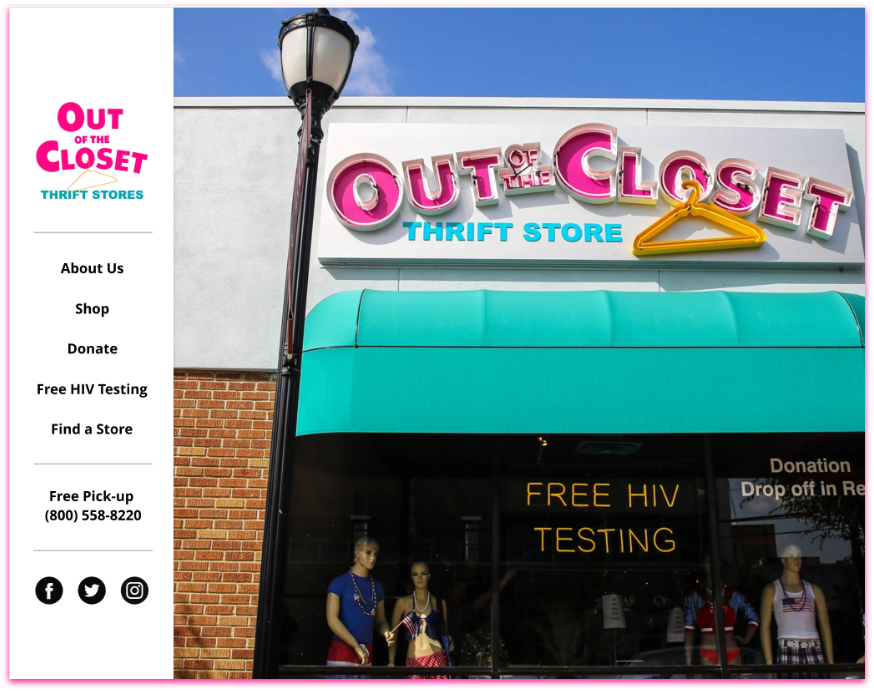 OUT
OF THE
CLOSET
THRIFT STORES
About Us
Shop
Donate
Free HIV Testing
Find a Store
Free Pick-up
(800) 558-8220
OUT OF THE CLOSET
THRIFT STORE
FREE HIV
TESTING
Donation
Drop off in Re